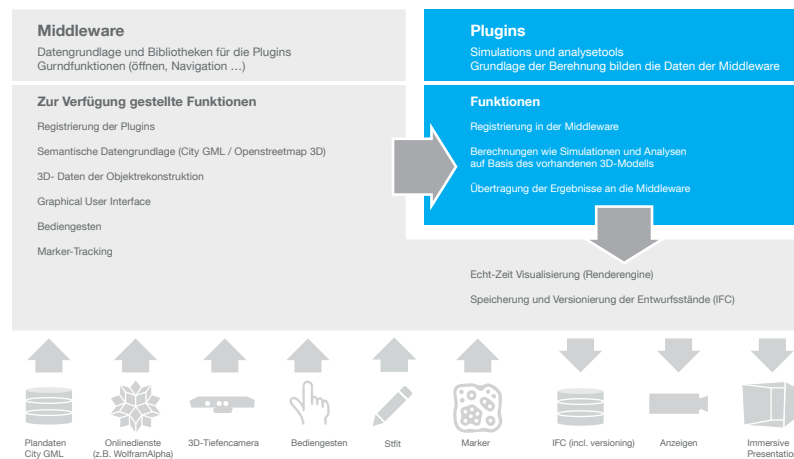 Middleware
Datengrundlage und Bibliotheken für die Plugins
Gurndfunktionen (öffnen, Navigation ...)
Plugins
Simulations und analysetools
Grundlage der Berehnung bilden die Daten der Middleware
Zur Verfügung gestellte Funktionen
Registrierung der Plugins
Semantische Datengrundlage (City GML / Openstreetmap 3D)
3D- Daten der Objektrekonstruktion
Graphical User Interface
Bediengesten
Marker-Tracking
Funktionen
Registrierung in der Middleware
Berechnungen wie Simulationen und Analysen
auf Basis des vorhandenen 3D-Modells
Übertragung der Ergebnisse an die Middleware
Echt-Zeit Visualisierung (Renderengine)
Speicherung und Versionierung der Entwurfsstände (IFC)
Plandaten
City GML
Onlinedienste
(z.B. WolframAlpha)
3D-Tiefencamera
Bediengesten
Stfit
Marker
IFC (incl. versioning)
Anzeigen
Immersive
Presentation